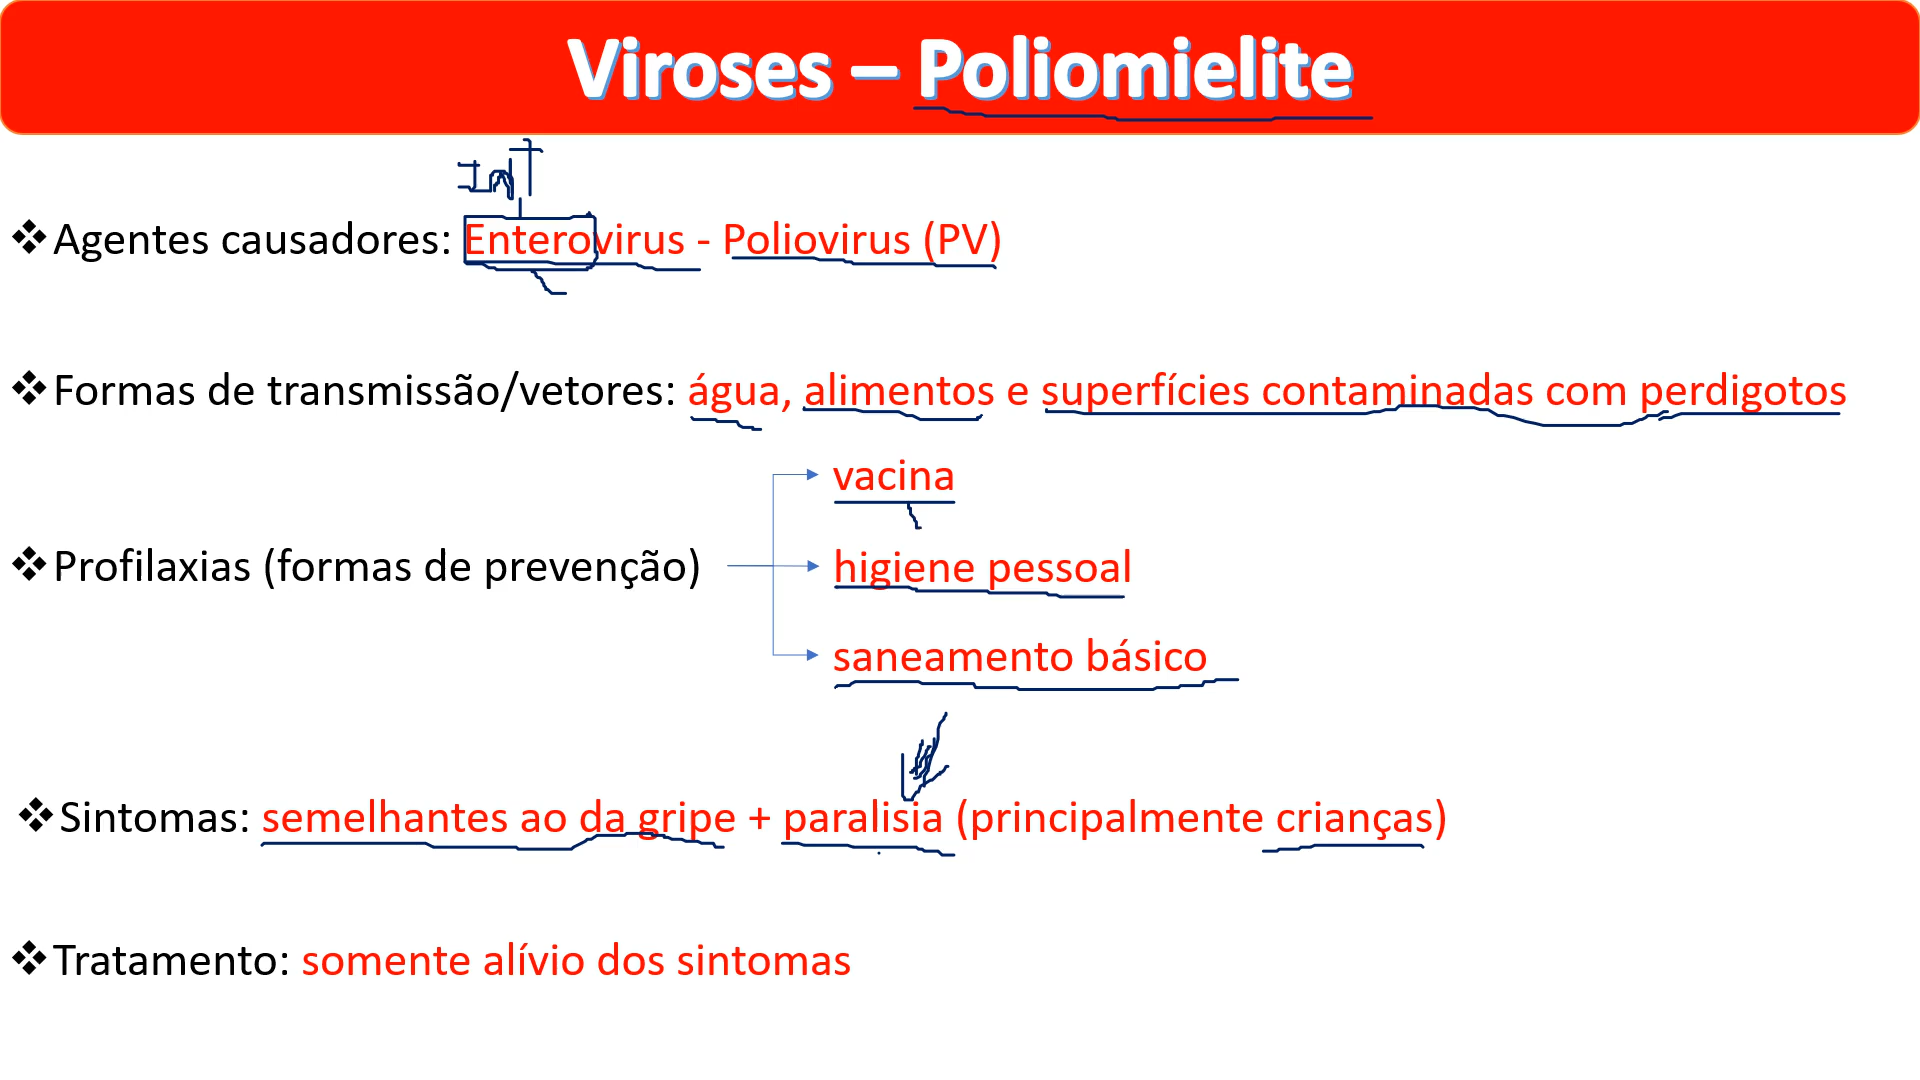 Viroses – Poliomielite
Int
❖Agentes causadores: Enterovirus - Poliovirus (PV)
❖Formas de transmissão/vetores: água, alimentos e superfícies contaminadas com perdigotos
vacina
❖Profilaxias (formas de prevenção)
higiene pessoal
saneamento básico
❖Sintomas: semelhantes ao da gripe + paralisia (principalmente crianças)
❖Tratamento: somente alívio dos sintomas